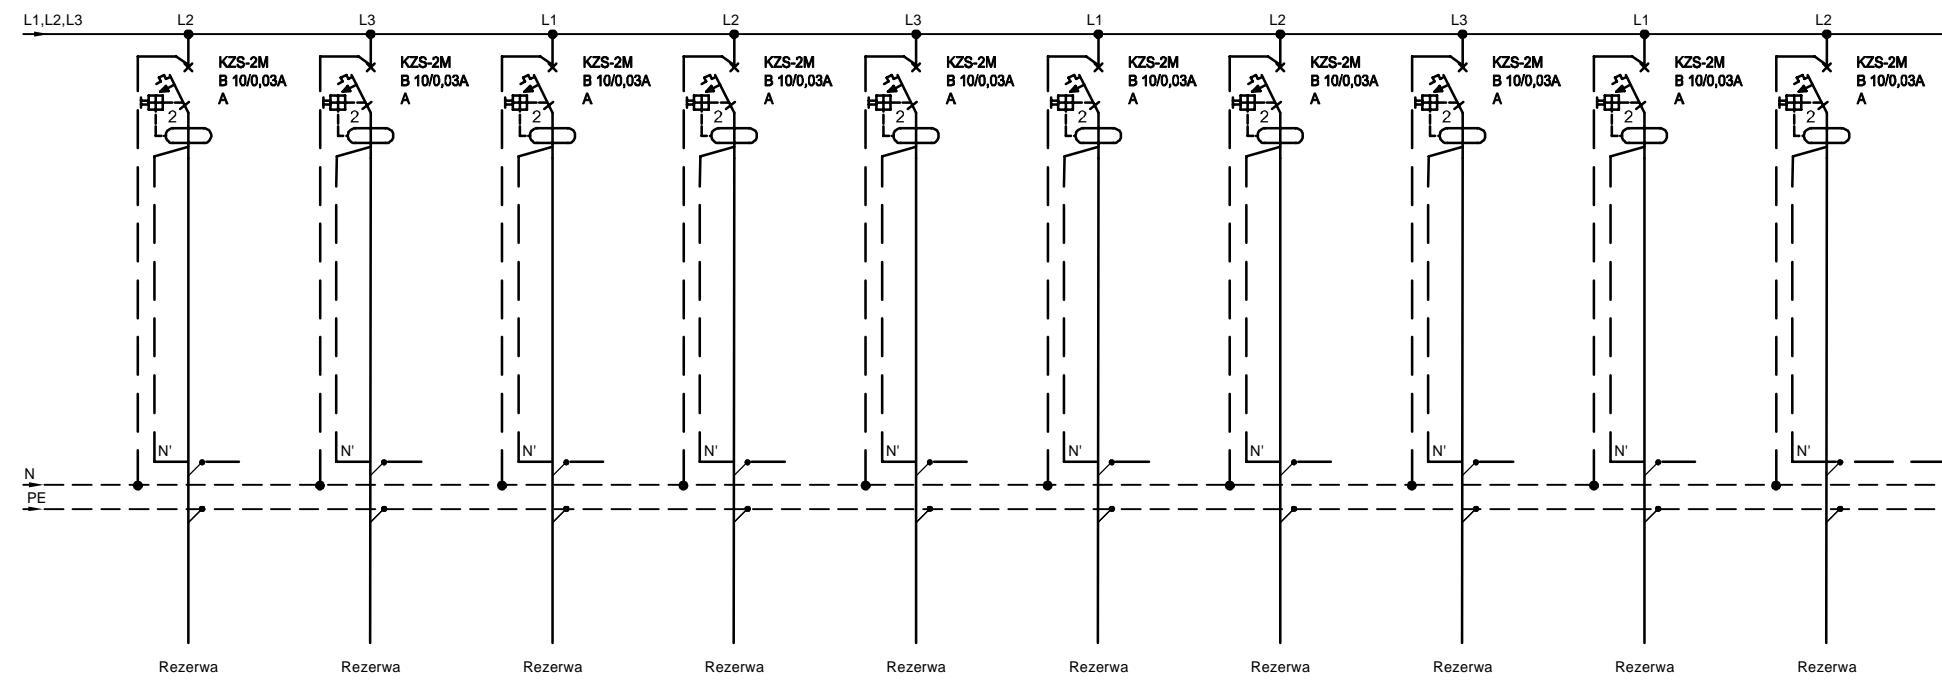 L1,L2,L3 L2 L3 L1 L2 L3 L1 L2 L3 L1 L2
KZS-2M KZS-2M KZS-2M KZS-2M KZS-2M KZS-2M KZS-2M KZS-2M KZS-2M KZS-2M
B 10/0,03A B 10/0,03A B 10/0,03A B 10/0,03A B 10/0,03A B 10/0,03A B 10/0,03A B 10/0,03A B 10/0,03A B 10/0,03A
A A A A A A A A A A
2 2 2 2 2 2 2 2 2 2
N' N' N' N' N' N' N' N' N' N'
N
PE
Rezerwa Rezerwa Rezerwa Rezerwa Rezerwa Rezerwa Rezerwa Rezerwa Rezerwa Rezerwa